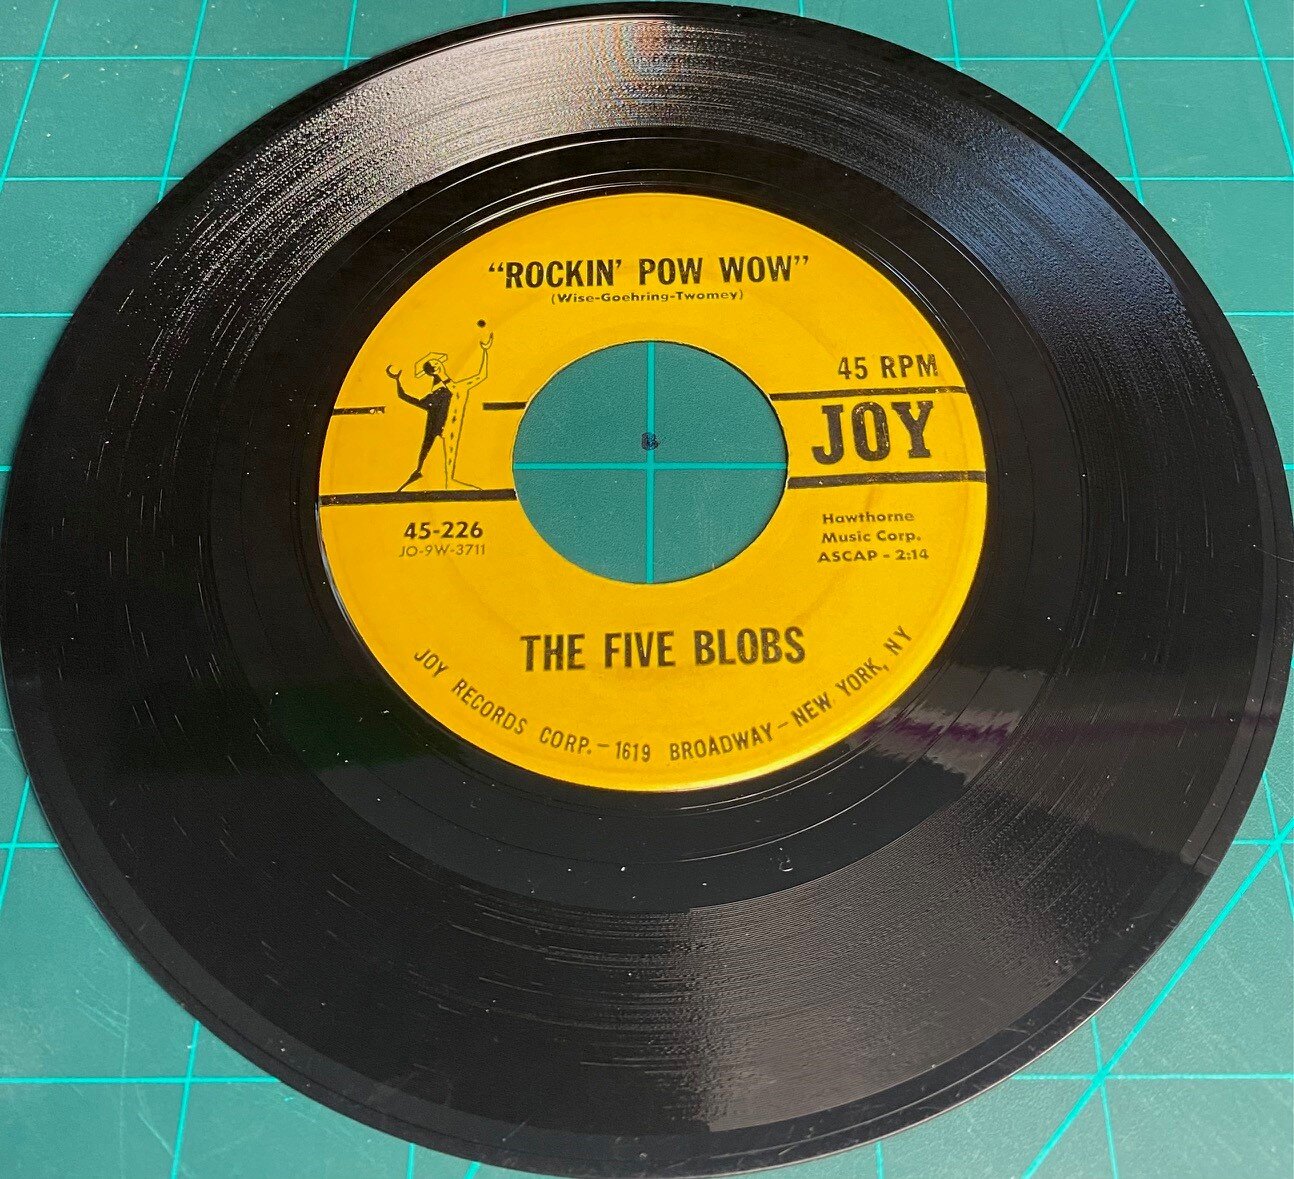 "ROCKIN' POW WOW"
(Wise-Goehring-Twomey)
45 RPM
JOY
45-226
JO-9W-3711
Hawthorne
Music Corp.
ASCAP - 2:14
THE FIVE BLOBS
JOY RECORDS CORP. - 1619 BROADWAY - NEW YORK, NY